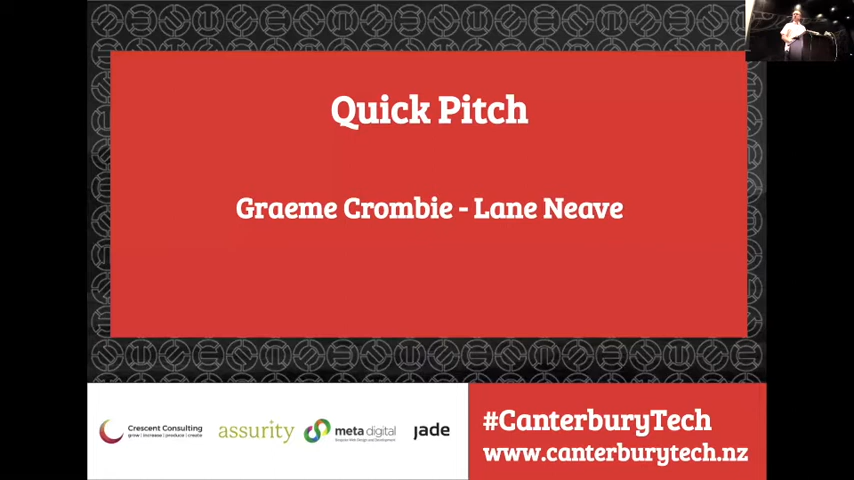 Quick Pitch
Graeme Crombie - Lane Neave
Crescent Consulting
grow | increase | produce | create
assurity
meta digital
jade
#CanterburyTech
www.canterburytech.nz